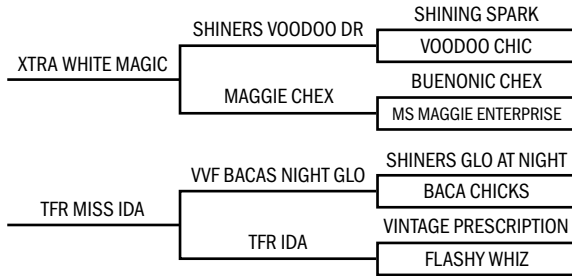 SHINING SPARK
SHINERS VOODOO DR
VOODOO CHIC
XTRA WHITE MAGIC
BUENONIC CHEX
MAGGIE CHEX
MS MAGGIE ENTERPRISE
SHINERS GLO AT NIGHT
VVF BACAS NIGHT GLO
BACA CHICKS
TFR MISS IDA
VINTAGE PRESCRIPTION
TFR IDA
FLASHY WHIZ